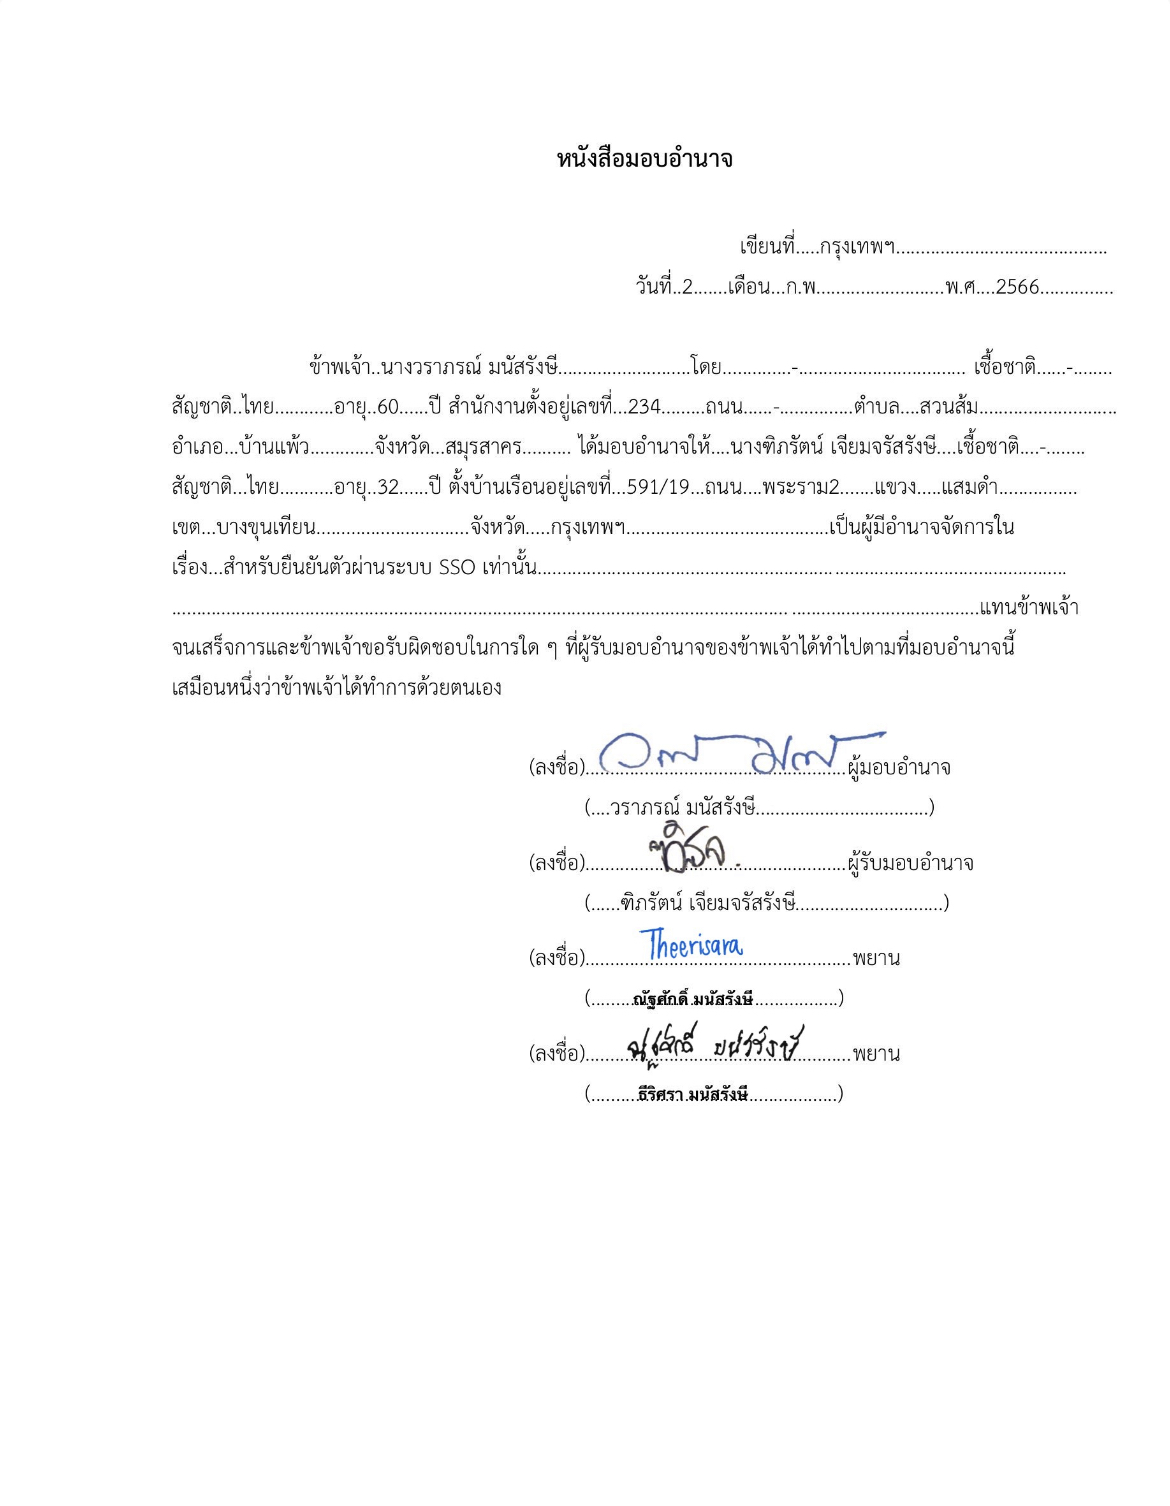 หนังสือมอบอำนาจ
เขียนที่.....กรุงเทพฯ...........................................
วันที่..2.......เดือน...ก.พ..........................พ.ศ....2566...............
ข้าพเจ้า..นางวราภรณ์ มนัสรังษี...........................โดย..............-.................................. เชื้อชาติ......-........
สัญชาติ..ไทย............อายุ..60......ปี สำนักงานตั้งอยู่เลขที่...234.........ถนน......-...............ตำบล....สวนส้ม............................
อำเภอ...บ้านแพ้ว.............จังหวัด...สมุรสาคร.......... ได้มอบอำนาจให้....นางฑิภรัตน์ เจียมจรัสรังษี....เชื้อชาติ....-........
สัญชาติ...ไทย...........อายุ..32......ปี ตั้งบ้านเรือนอยู่เลขที่...591/19...ถนน....พระราม2.......แขวง.....แสมดำ................
เขต...บางขุนเทียน...............................จังหวัด.....กรุงเทพฯ.........................................เป็นผู้มีอำนาจจัดการใน
เรื่อง...สำหรับยืนยันตัวผ่านระบบ SSO เท่านั้น...........................................................................................................
....................................................................................................................................................................แทนข้าพเจ้า
จนเสร็จการและข้าพเจ้าขอรับผิดชอบในการใด ๆ ที่ผู้รับมอบอำนาจของข้าพเจ้าได้ทำไปตามที่มอบอำนาจนี้
เสมือนหนึ่งว่าข้าพเจ้าได้ทำการด้วยตนเอง
(ลงชื่อ).....................................................ผู้มอบอำนาจ
(....วราภรณ์ มนัสรังษี...................................)
(ลงชื่อ).....................................................ผู้รับมอบอำนาจ
(......ฑิภรัตน์ เจียมจรัสรังษี..............................)
(ลงชื่อ)...........Theerisara......................พยาน
(........ณัฐศักดิ์ มนัสรังษี.................)
(ลงชื่อ)........ณัฐศักดิ์ มนัสรังษี..........พยาน
(.........ธีริศรา มนัสรังษี..................)